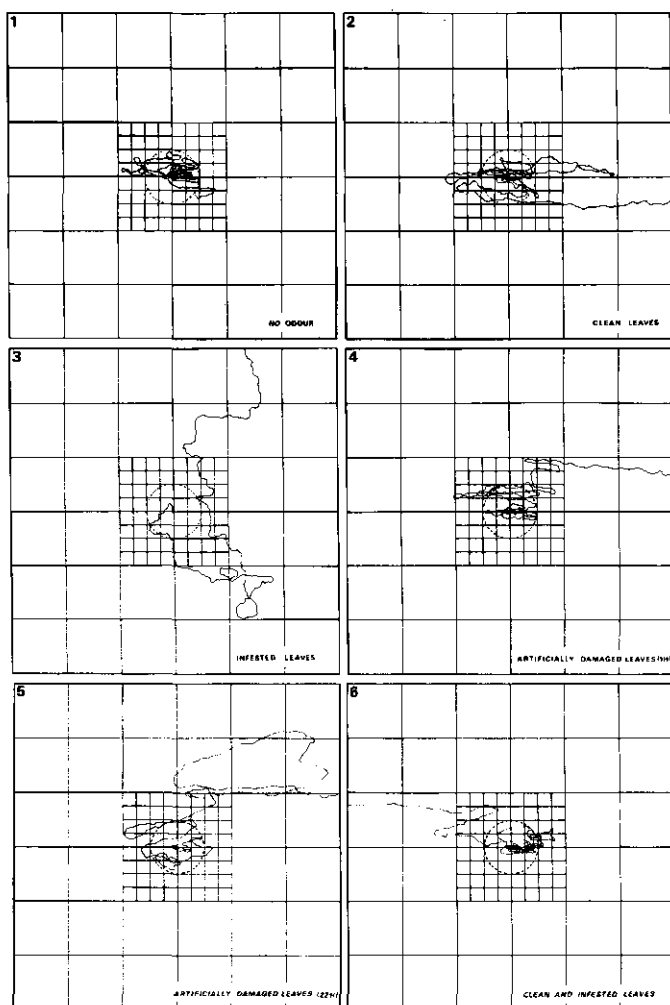 1
NO ODOUR
2
CLEAN LEAVES
3
INFESTED LEAVES
4
ARTIFICIALLY DAMAGED LEAVES
5
ARTIFICIALLY DAMAGED LEAVES (22H)
6
CLEAN AND INFESTED LEAVES